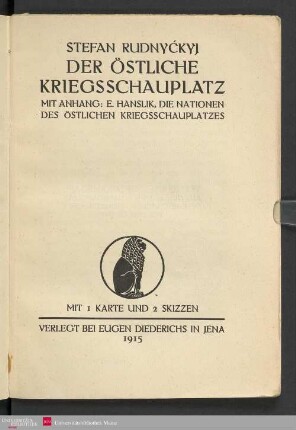 STEFAN RUDNYĆKYJ
DER ÖSTLICHE
KRIEGSSCHAUPLATZ
MIT ANHANG: E. HANSLIK, DIE NATIONEN
DES ÖSTLICHEN KRIEGSSCHAUPLATZES
MIT 1 KARTE UND 2 SKIZZEN
VERLEGT BEI EUGEN DIEDERICHS IN JENA
1915